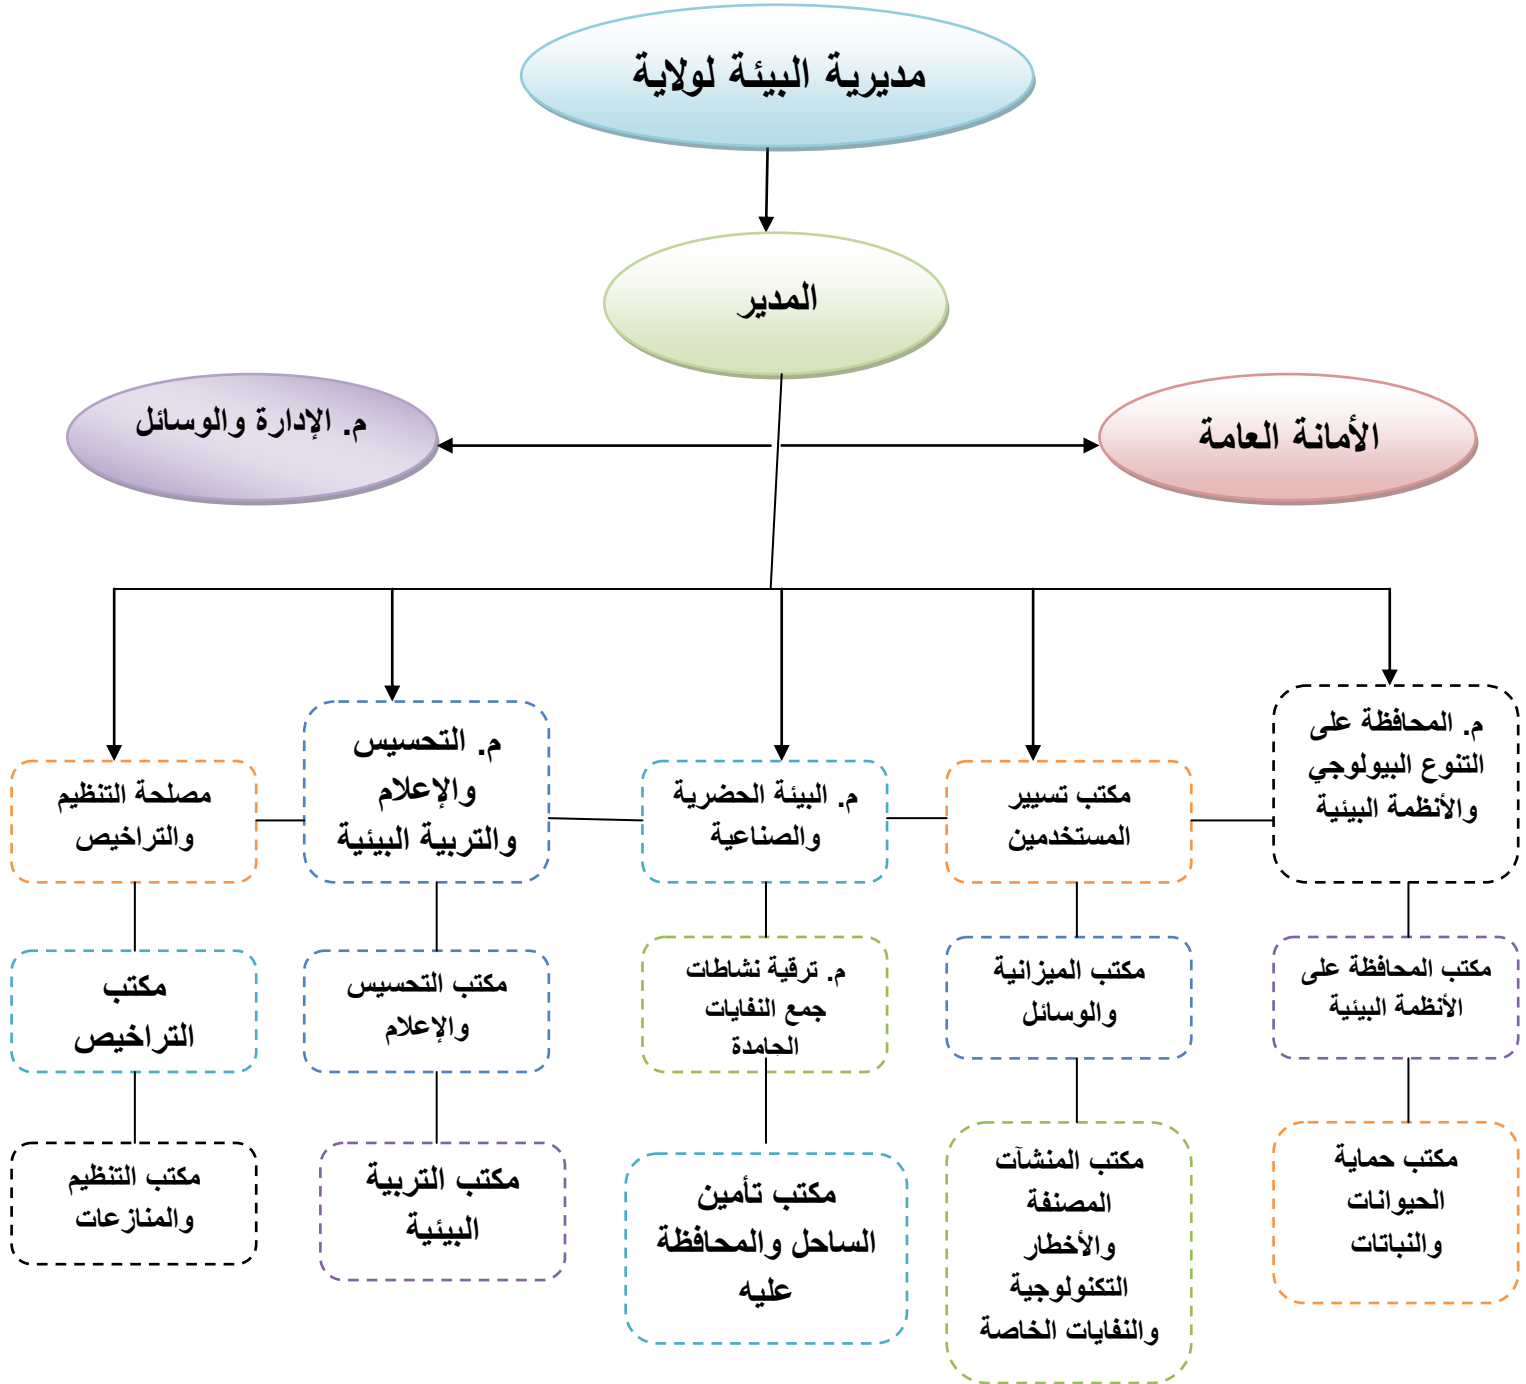 مديرية البيئة لولاية
المدير
الأمانة العامة
م. الإدارة والوسائل
م. المحافظة على
التنوع البيولوجي
والأنظمة البيئية
مكتب تسيير
المستخدمين
م. البيئة الحضرية
والصناعية
م. التحسيس
والإعلام
والتربية البيئية
مصلحة التنظيم
والتراخيص
مكتب المحافظة على
الأنظمة البيئية
مكتب الميزانية
والوسائل
م. ترقية نشاطات
جمع النفايات
الجامدة
مكتب التحسيس
والإعلام
مكتب
التراخيص
مكتب حماية
الحيوانات
والنباتات
مكتب المنشآت
المصنفة
والأخطار
التكنولوجية
والنفايات الخاصة
مكتب تأمين
الساحل والمحافظة
عليه
مكتب التربية
البيئية
مكتب التنظيم
والمنازعات